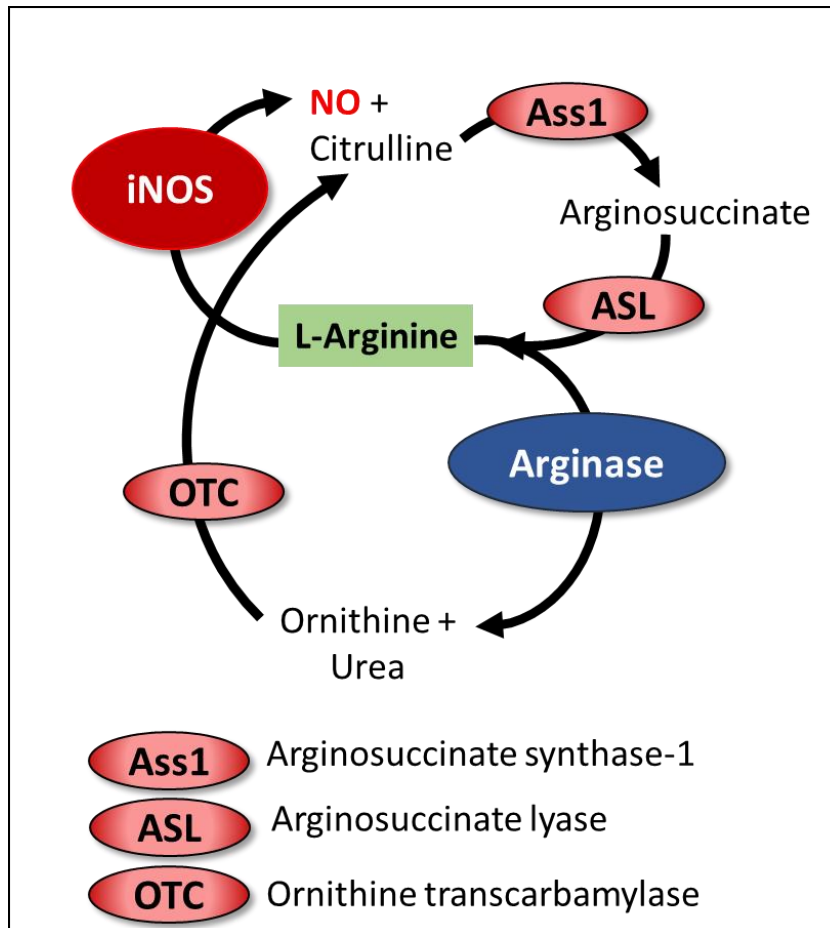 NO +
Citrulline
Ass1
iNOS
Arginosuccinate
ASL
L-Arginine
Arginase
OTC
Ornithine +
Urea
Ass1 Arginosuccinate synthase-1
ASL Arginosuccinate lyase
OTC Ornithine transcarbamylase